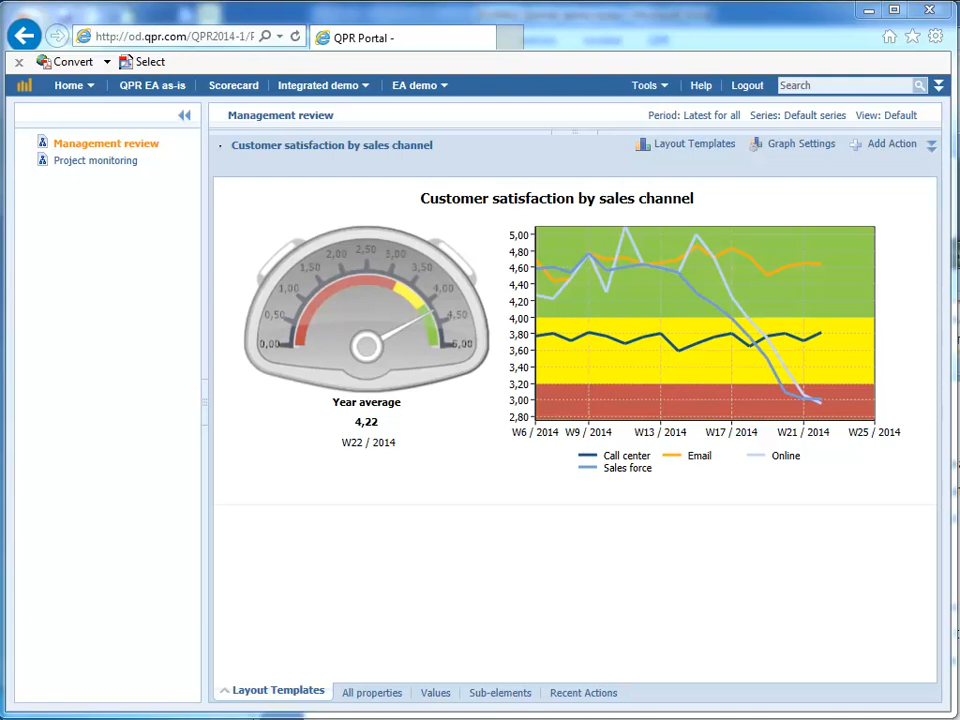 http://od.qpr.com/QPR2014-1/
QPR Portal -
Convert
Select
Home
QPR EA as-is
Scorecard
Integrated demo
EA demo
Tools
Help
Logout
Search
Management review
Project monitoring
Management review
Period: Latest for all
Series: Default series
View: Default
Customer satisfaction by sales channel
Layout Templates
Graph Settings
Add Action
Customer satisfaction by sales channel
0,00
0,50
1,00
1,50
2,00
2,50
3,00
3,50
4,00
4,50
5,00
Year average
4,22
W22 / 2014
5,00
4,80
4,60
4,40
4,20
4,00
3,80
3,60
3,40
3,20
3,00
2,80
W6 / 2014
W9 / 2014
W13 / 2014
W17 / 2014
W21 / 2014
W25 / 2014
Call center
Email
Online
Sales force
Layout Templates
All properties
Values
Sub-elements
Recent Actions